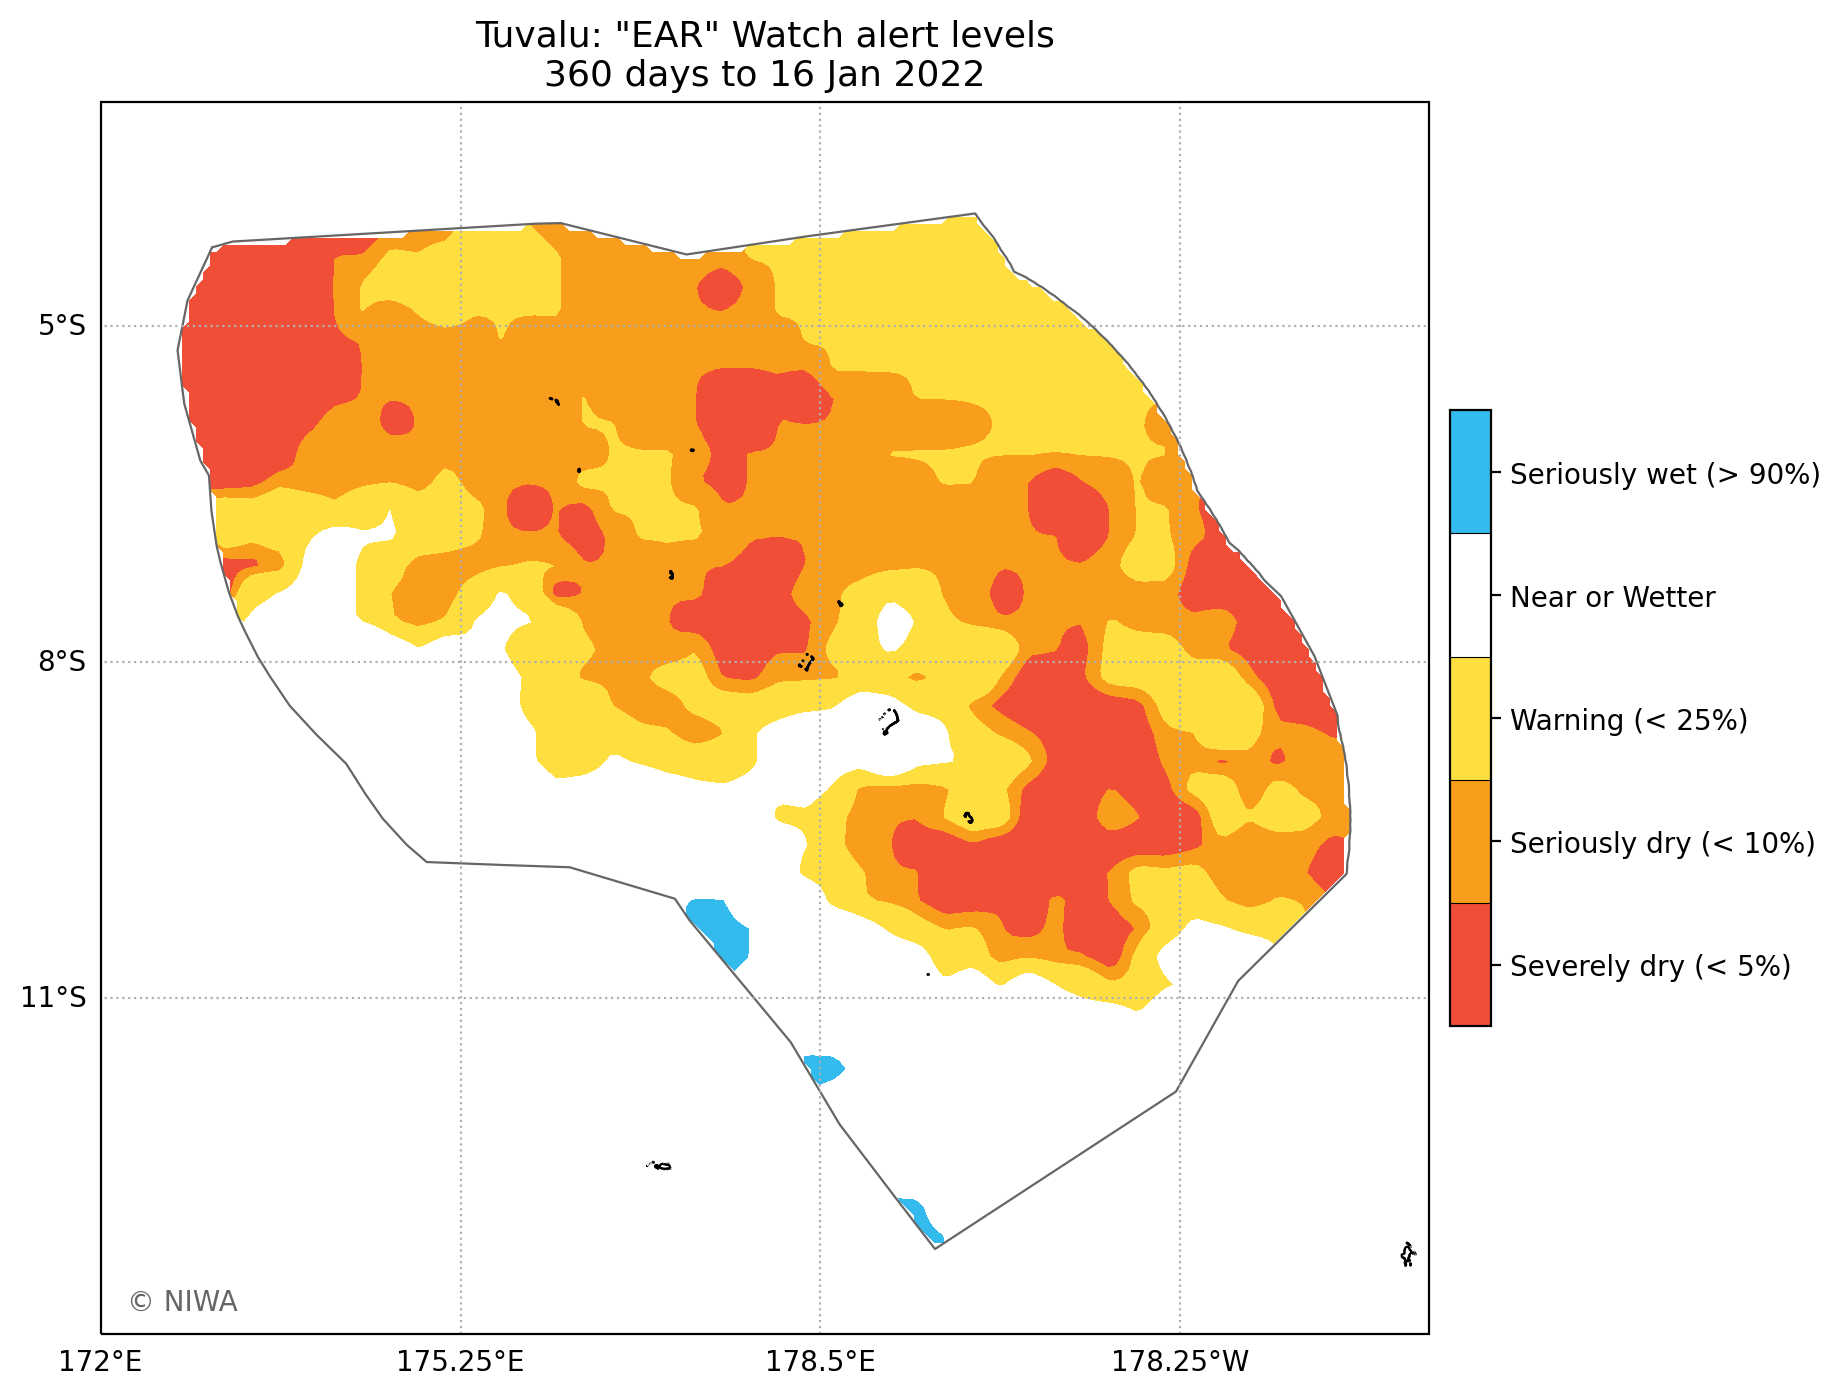 Tuvalu: "EAR" Watch alert levels
360 days to 16 Jan 2022
5°S
8°S
11°S
172°E
175.25°E
178.5°E
178.25°W
Seriously wet (> 90%)
Near or Wetter
Warning (< 25%)
Seriously dry (< 10%)
Severely dry (< 5%)
© NIWA